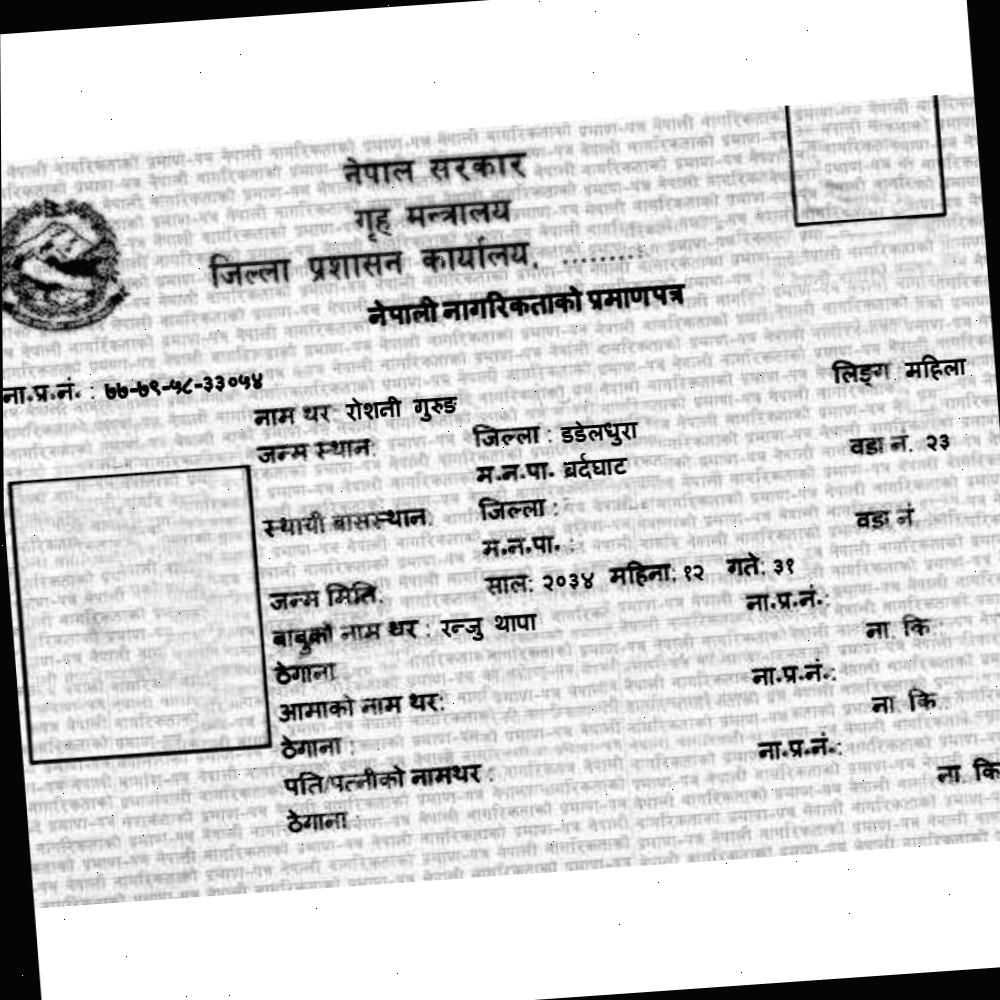 नेपाल सरकार
गृह मन्त्रालय
जिल्ला प्रशासन कार्यालय, ........
नेपाली नागरिकताको प्रमाणपत्र
ना.प्र.नं. : ७७-७९-५८-३३०५४ लिङ्ग महिला
नाम थर रोशनी गुरुङ
जन्म स्थान: जिल्ला : डडेलधुरा
म.न.पा. बर्दघाट वडा नं. २३
स्थायी बासस्थान: जिल्ला :
म.न.पा. : वडा नं
जन्म मिति: साल: २०३४ महिना: १२ गते: ३१
बाबुको नाम थर : रन्जु थापा ना.प्र.नं.:
ठेगाना ना. कि :
आमाको नाम थर: ना.प्र.नं.:
ठेगाना : ना. कि :
पति/पत्नीको नामथर : ना.प्र.नं.:
ठेगाना : ना. कि